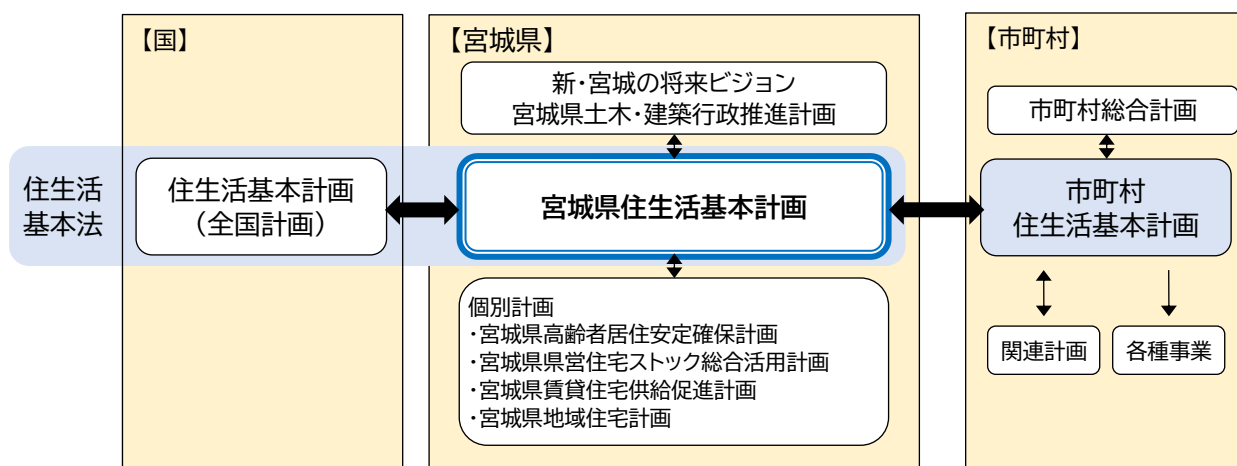 住生活
基本法
【国】
住生活基本計画
（全国計画）
【宮城県】
新・宮城の将来ビジョン
宮城県土木・建築行政推進計画
宮城県住生活基本計画
個別計画
・宮城県高齢者居住安定確保計画
・宮城県県営住宅ストック総合活用計画
・宮城県賃貸住宅供給促進計画
・宮城県地域住宅計画
【市町村】
市町村総合計画
市町村
住生活基本計画
関連計画
各種事業